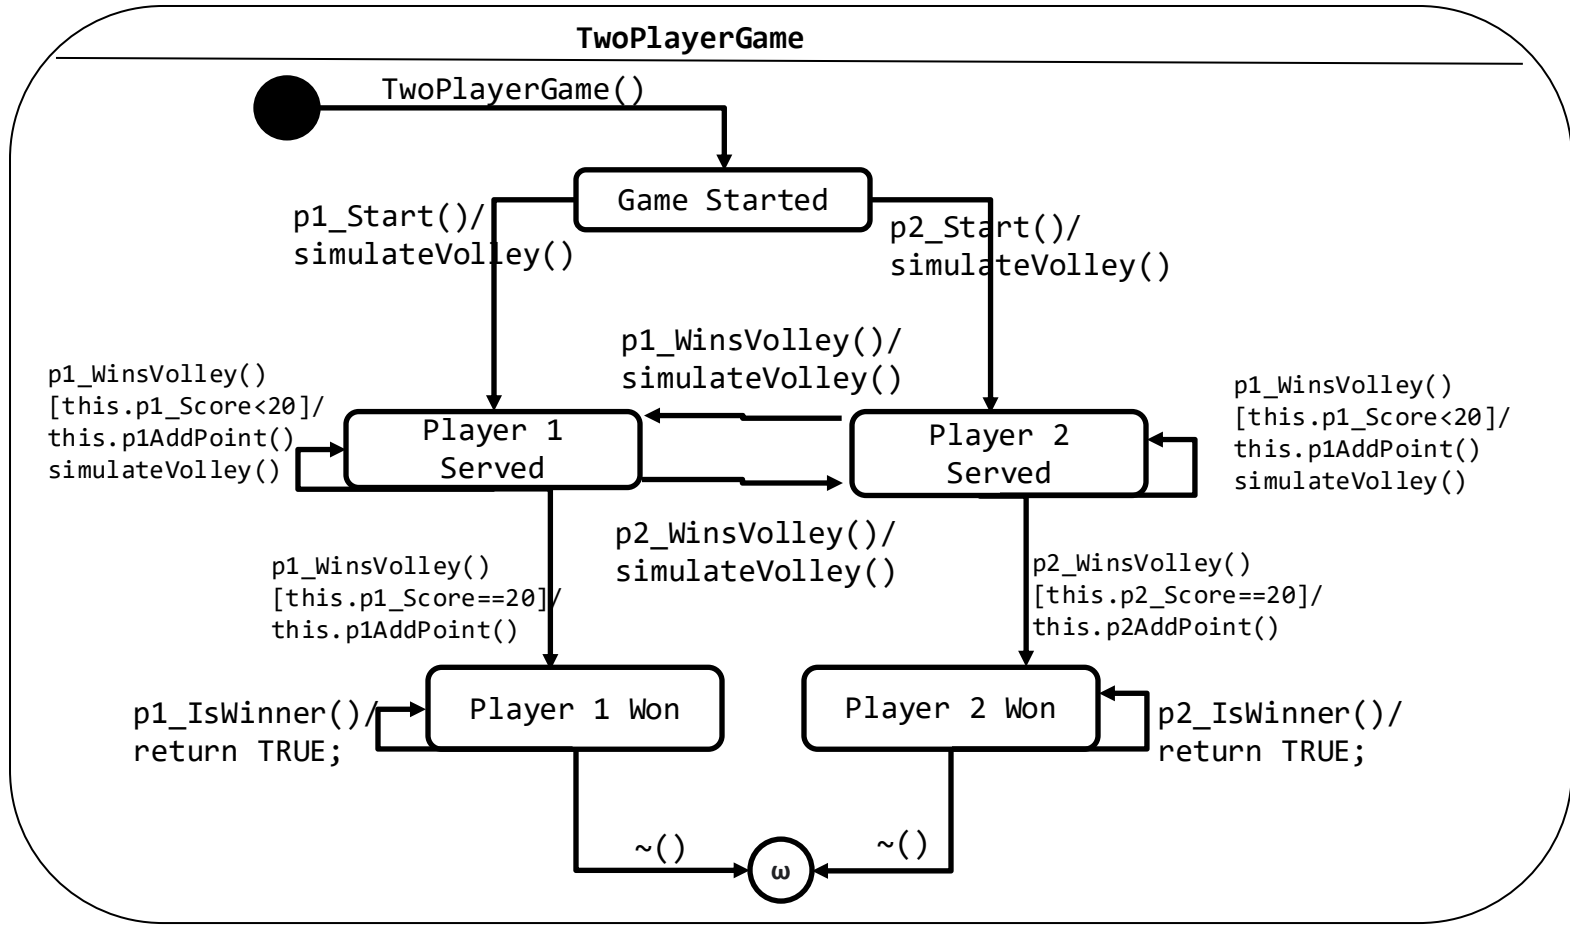 TwoPlayerGame
TwoPlayerGame()
Game Started
p1_Start()/
simulateVolley()
p2_Start()/
simulateVolley()
p1_WinsVolley()/
simulateVolley()
p1_WinsVolley()
[this.p1_Score<20]/
this.p1AddPoint()
simulateVolley()
Player 1
Served
Player 2
Served
p1_WinsVolley()
[this.p1_Score<20]/
this.p1AddPoint()
simulateVolley()
p2_WinsVolley()/
simulateVolley()
p1_WinsVolley()
[this.p1_Score==20]/
this.p1AddPoint()
p2_WinsVolley()
[this.p2_Score==20]/
this.p2AddPoint()
p1_IsWinner()/
return TRUE;
Player 1 Won
Player 2 Won
p2_IsWinner()/
return TRUE;
~()
~()
ω